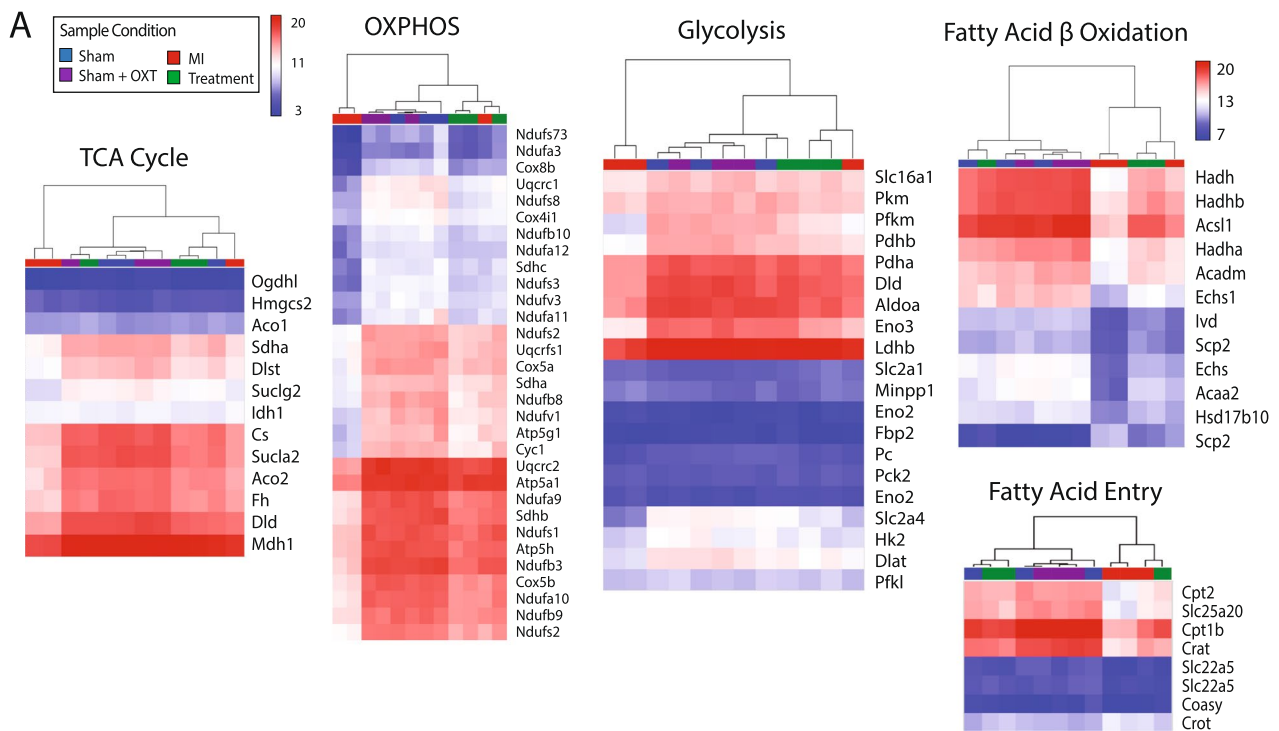 A
Sample Condition
Sham
MI
Sham + OXT
Treatment
20
11
3
TCA Cycle
Ogdhl
Hmgcs2
Aco1
Sdha
Dlst
Suclg2
Idh1
Cs
Sucla2
Aco2
Fh
Dld
Mdh1
OXPHOS
Ndufs73
Ndufa3
Cox8b
Uqcrc1
Ndufs8
Cox4i1
Ndufb10
Ndufa12
Sdhc
Ndufs3
Ndufv3
Ndufa11
Ndufs2
Uqcrfs1
Cox5a
Sdha
Ndufb8
Ndufv1
Atp5g1
Cyc1
Uqcrc2
Atp5a1
Ndufa9
Sdhb
Ndufs1
Atp5h
Ndufb3
Cox5b
Ndufa10
Ndufb9
Ndufs2
Glycolysis
Slc16a1
Pkm
Pfkm
Pdhb
Pdha
Dld
Aldoa
Eno3
Ldhb
Slc2a1
Minpp1
Eno2
Fbp2
Pc
Pck2
Eno2
Slc2a4
Hk2
Dlat
Pfkl
Fatty Acid β Oxidation
20
13
7
Hadh
Hadhb
Acsl1
Hadha
Acadm
Echs1
Ivd
Scp2
Echs
Acaa2
Hsd17b10
Scp2
Fatty Acid Entry
Cpt2
Slc25a20
Cpt1b
Crat
Slc22a5
Slc22a5
Coasy
Crot